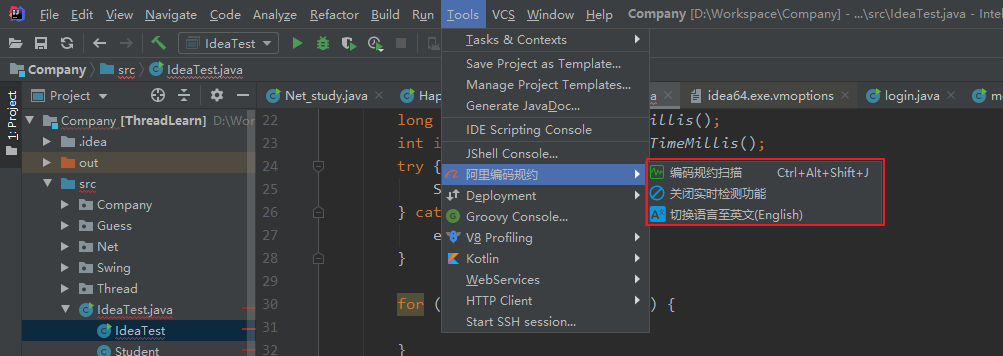 File Edit View Navigate Code Analyze Refactor Build Run Tools VCS Window Help Company [D:\Workspace\Company] - ...\src\IdeaTest.java - Intel
IdeaTest
Company src IdeaTest.java
1: Project
Project
Net_study.java Hap a idea64.exe.vmoptions login.java m
Company [ThreadLearn] D:\Wor
.idea
out
src
Company
Guess
Net
Swing
Thread
IdeaTest.java
IdeaTest
Student
22 long illis();
23 int i TimeMillis();
24 try {
25 S
26 } cat
27 e
28 }
29
30 for ( ) {
31
32 }
Tasks & Contexts
Save Project as Template...
Manage Project Templates...
Generate JavaDoc...
IDE Scripting Console
JShell Console...
阿里编码规约
Deployment
Groovy Console...
V8 Profiling
Kotlin
WebServices
HTTP Client
Start SSH session...
编码规约扫描 Ctrl+Alt+Shift+J
关闭实时检测功能
切换语言至英文(English)